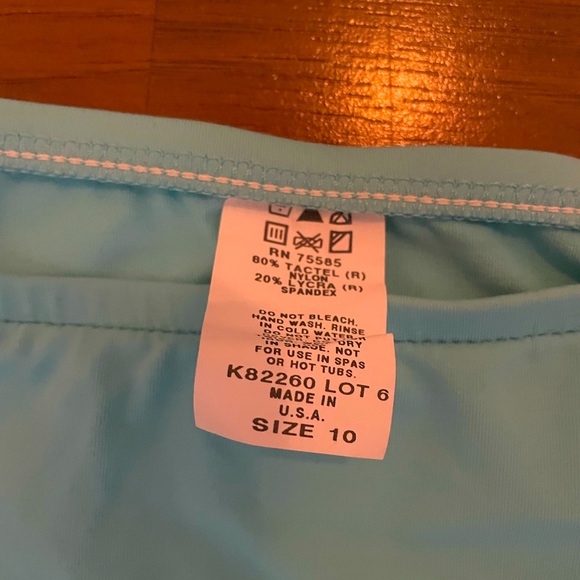 RN 75585
80% TACTEL (R)
NYLON
20% LYCRA (R)
SPANDEX
DO NOT BLEACH.
HAND WASH. RINSE
IN COLD WATER.
IN SHADE. NOT
FOR USE IN SPAS
OR HOT TUBS.
K82260 LOT 6
MADE IN
U.S.A.
SIZE 10